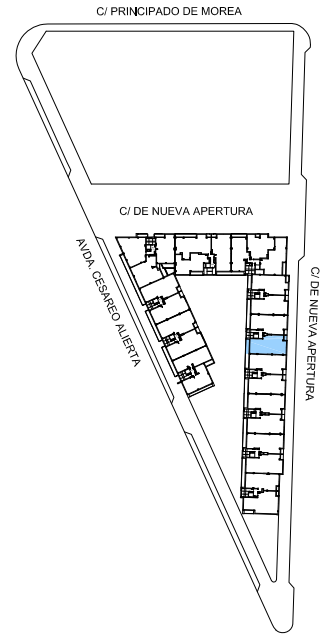 C/ PRINCIPADO DE MOREA
C/ DE NUEVA APERTURA
AVDA. CESAREO ALIERTA
C/ DE NUEVA APERTURA